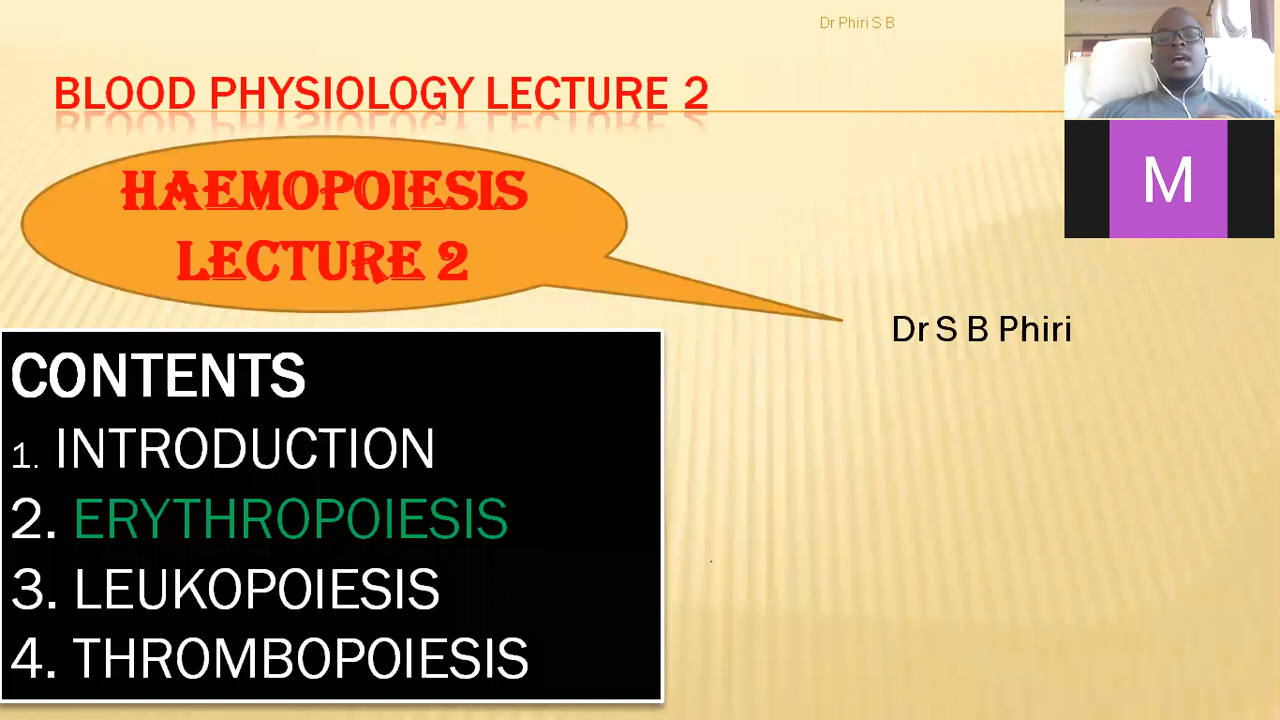 Dr Phiri S B
BLOOD PHYSIOLOGY LECTURE 2
HAEMOPOIESIS
LECTURE 2
M
Dr S B Phiri
CONTENTS
1. INTRODUCTION
2. ERYTHROPOIESIS
3. LEUKOPOIESIS
4. THROMBOPOIESIS